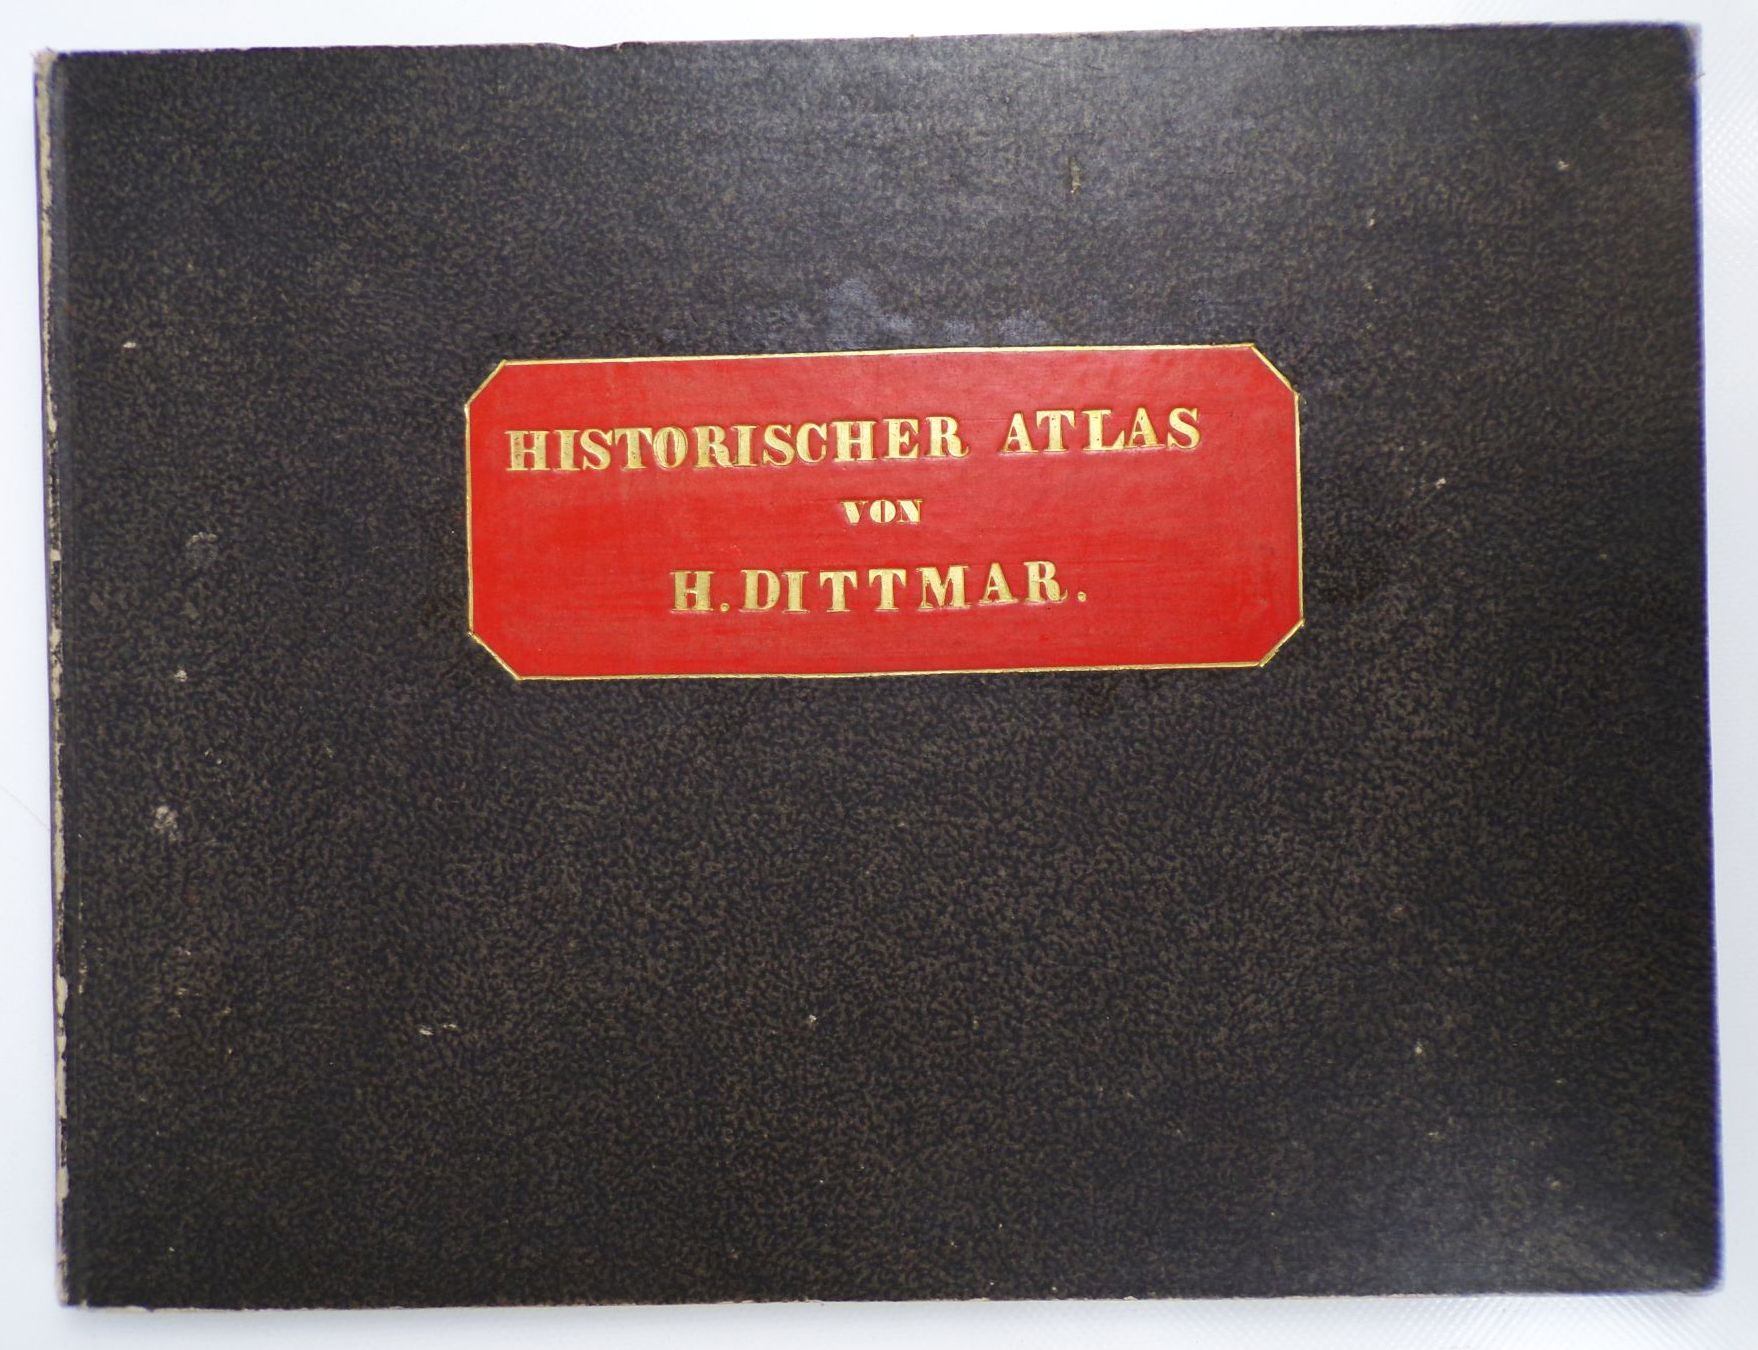 HISTORISCHER ATLAS
VON
H. DITTMAR.